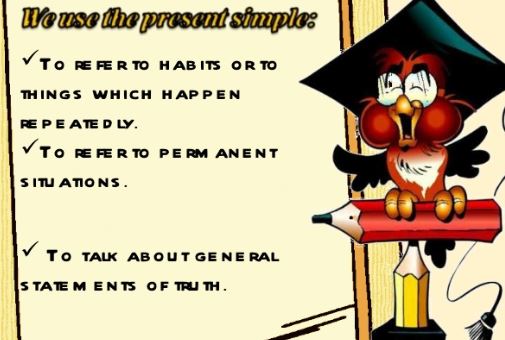 We use the present simple:
✓To refer to habits or to
things which happen
repeatedly.
✓To refer to permanent
situations.
✓ To talk about general
statements of truth.